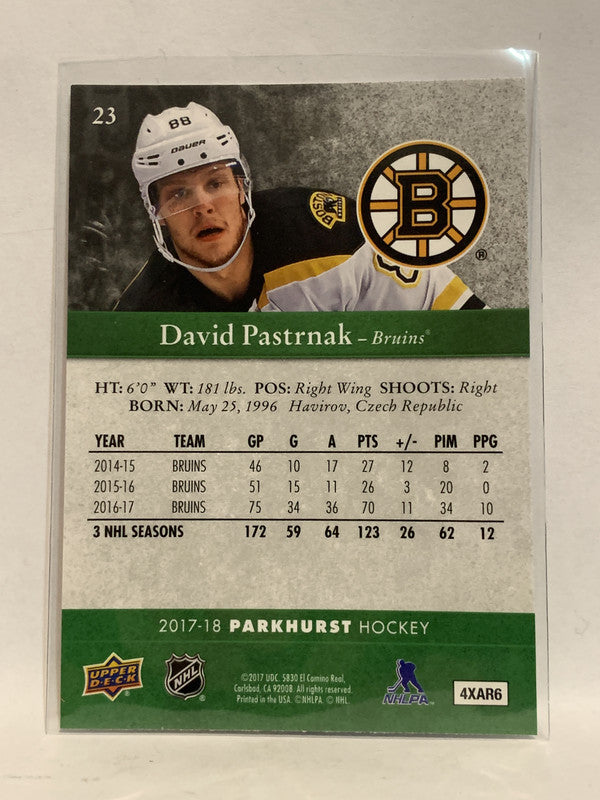 23
88
BAUER
BOSTON
B
®
David Pastrnak – Bruins®
HT: 6'0" WT: 181 lbs. POS: Right Wing SHOOTS: Right
BORN: May 25, 1996 Havirov, Czech Republic
YEAR TEAM GP G A PTS +/- PIM PPG
2014-15 BRUINS 46 10 17 27 12 8 2
2015-16 BRUINS 51 15 11 26 3 20 0
2016-17 BRUINS 75 34 36 70 11 34 10
3 NHL SEASONS 172 59 64 123 26 62 12
2017-18 PARKHURST HOCKEY
UPPER DECK
NHL
©2017 UDC. 5830 El Camino Real,
Carlsbad, CA 92008. All rights reserved.
Printed in the USA. ©NHLPA. © NHL
NHLPA
4XAR6